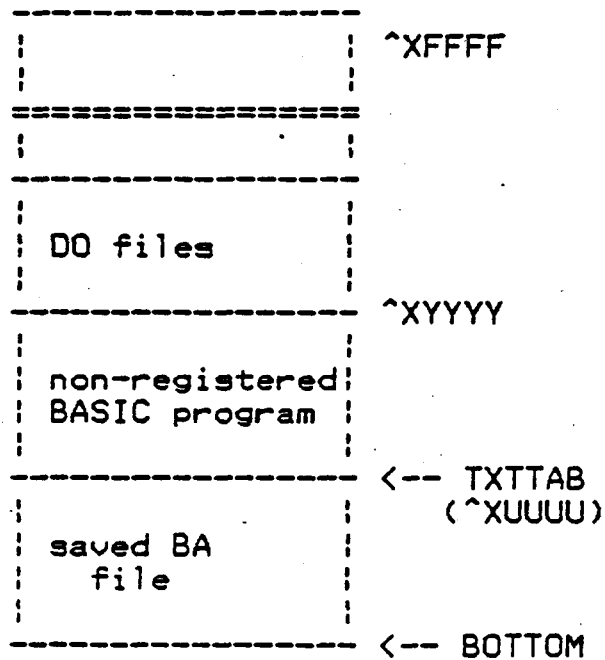 ^XFFFF
DO files
^XYYYY
non-registered
BASIC program
<-- TXTTAB
(^XUUUU)
saved BA
file
<-- BOTTOM